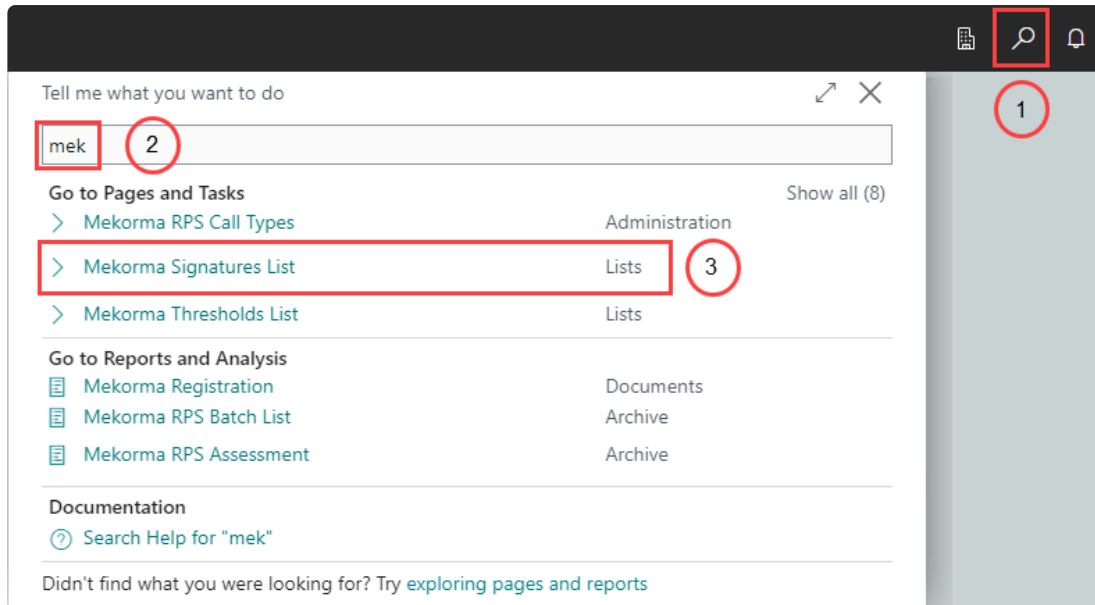 1
Tell me what you want to do
mek 2
Go to Pages and Tasks Show all (8)
Mekorma RPS Call Types Administration
Mekorma Signatures List Lists 3
Mekorma Thresholds List Lists
Go to Reports and Analysis
Mekorma Registration Documents
Mekorma RPS Batch List Archive
Mekorma RPS Assessment Archive
Documentation
Search Help for "mek"
Didn't find what you were looking for? Try exploring pages and reports